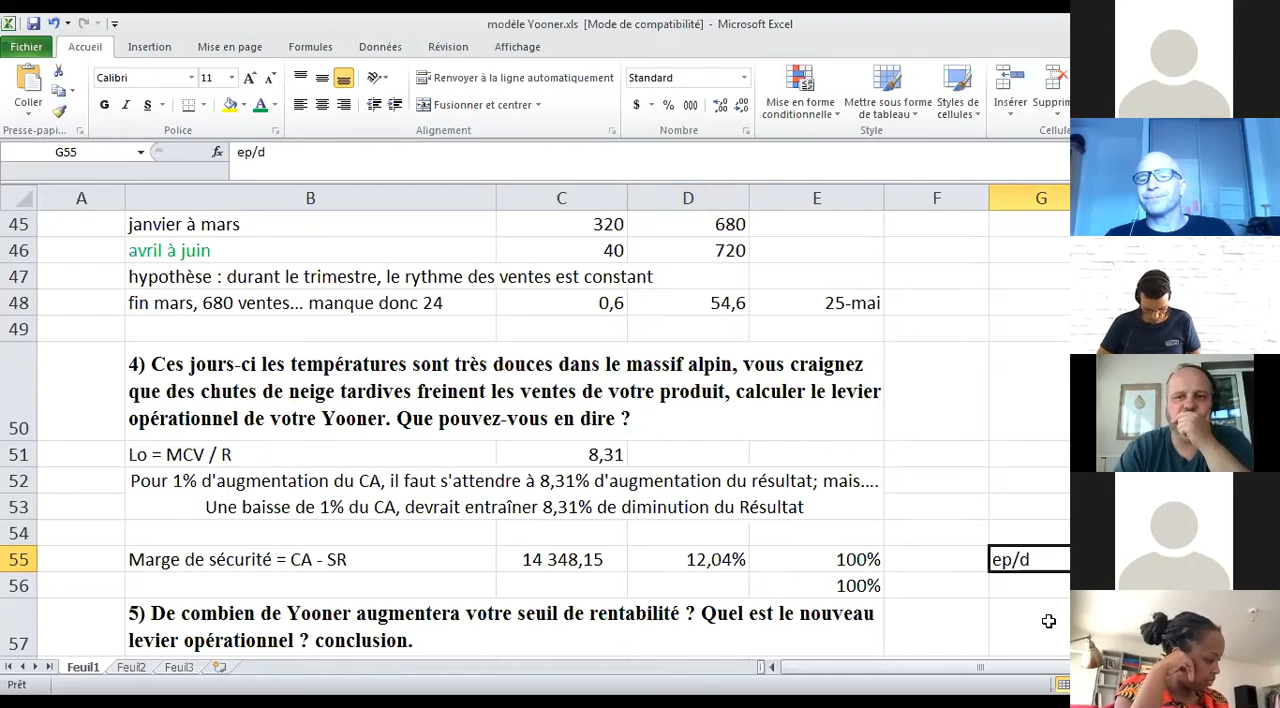 modèle Yooner.xls [Mode de compatibilité] - Microsoft Excel
Fichier Accueil Insertion Mise en page Formules Données Révision Affichage
Coller
Calibri 11
G I S
Renvoyer à la ligne automatiquement
Fusionner et centrer
Standard
$ % 000
Mise en forme conditionnelle
Mettre sous forme de tableau
Styles de cellules
Insérer
Supprim
Presse-papi... Police Alignement Nombre Style Cellule
G55 fx ep/d
A B C D E F G
45 janvier à mars 320 680
46 avril à juin 40 720
47 hypothèse : durant le trimestre, le rythme des ventes est constant
48 fin mars, 680 ventes... manque donc 24 0,6 54,6 25-mai
49
4) Ces jours-ci les températures sont très douces dans le massif alpin, vous craignez
que des chutes de neige tardives freinent les ventes de votre produit, calculer le levier
50 opérationnel de votre Yooner. Que pouvez-vous en dire ?
51 Lo = MCV / R 8,31
52 Pour 1% d'augmentation du CA, il faut s'attendre à 8,31% d'augmentation du résultat; mais....
53 Une baisse de 1% du CA, devrait entraîner 8,31% de diminution du Résultat
54
55 Marge de sécurité = CA - SR 14 348,15 12,04% 100% ep/d
56 100%
5) De combien de Yooner augmentera votre seuil de rentabilité ? Quel est le nouveau
57 levier opérationnel ? conclusion.
Feuil1 Feuil2 Feuil3
Prêt